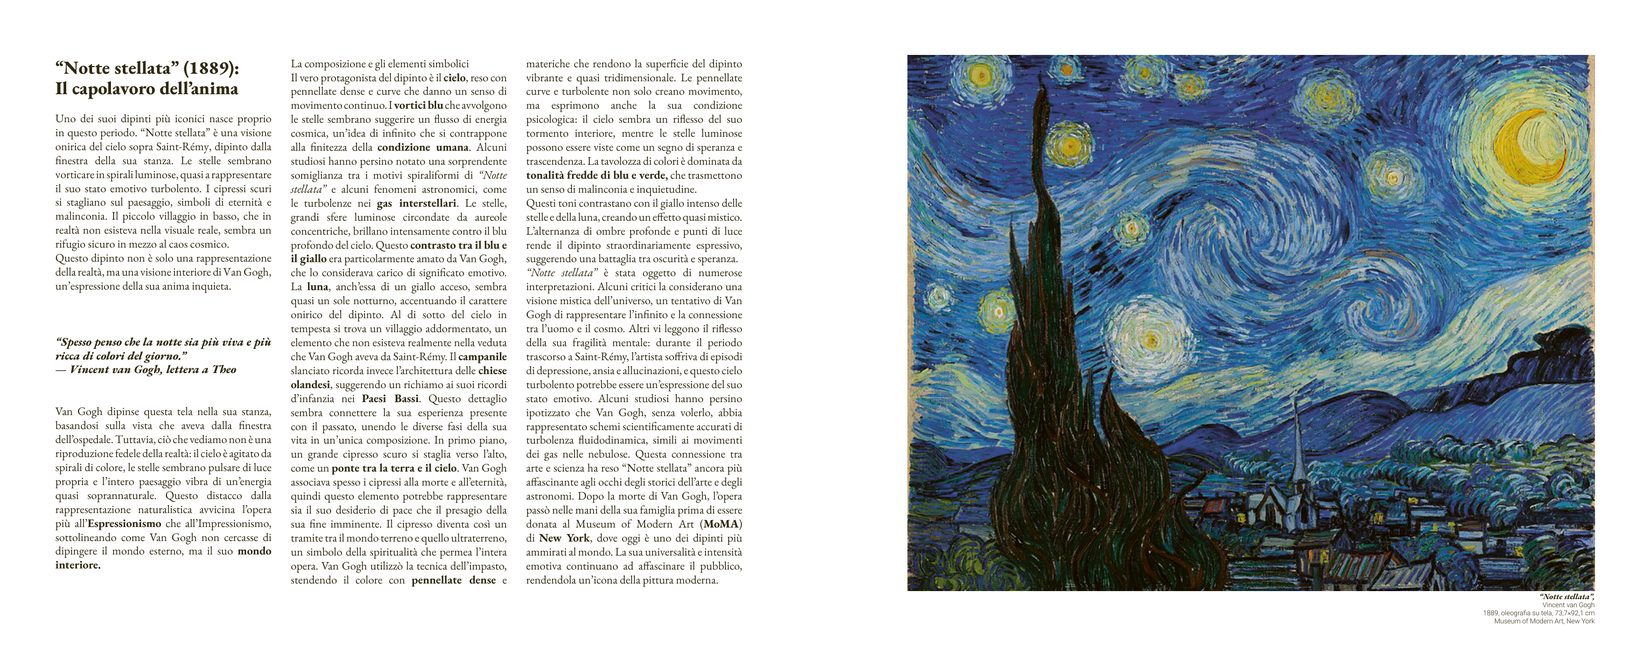 “Notte stellata” (1889):
Il capolavoro dell’anima
Uno dei suoi dipinti più iconici nasce proprio
in questo periodo. “Notte stellata” è una visione
onirica del cielo sopra Saint-Rémy, dipinto dalla
finestra della sua stanza. Le stelle sembrano
vorticare in spirali luminose, quasi a rappresentare
il suo stato emotivo turbolento. I cipressi scuri
si stagliano sul paesaggio, simboli di eternità e
malinconia. Il piccolo villaggio in basso, che in
realtà non esisteva nella visuale reale, sembra un
rifugio sicuro in mezzo al caos cosmico.
Questo dipinto non è solo una rappresentazione
della realtà, ma una visione interiore di Van Gogh,
un’espressione della sua anima inquieta.
“Spesso penso che la notte sia più viva e più
ricca di colori del giorno.”
— Vincent van Gogh, lettera a Theo
Van Gogh dipinse questa tela nella sua stanza,
basandosi sulla vista che aveva dalla finestra
dell’ospedale. Tuttavia, ciò che vediamo non è una
riproduzione fedele della realtà: il cielo è agitato da
spirali di colore, le stelle sembrano pulsare di luce
propria e l’intero paesaggio vibra di un’energia
quasi soprannaturale. Questo distacco dalla
rappresentazione naturalistica avvicina l’opera
più all’Espressionismo che all’Impressionismo,
sottolineando come Van Gogh non cercasse di
dipingere il mondo esterno, ma il suo mondo
interiore.
La composizione e gli elementi simbolici
Il vero protagonista del dipinto è il cielo, reso con
pennellate dense e curve che danno un senso di
movimento continuo. I vortici blu che avvolgono
le stelle sembrano suggerire un flusso di energia
cosmica, un’idea di infinito che si contrappone
alla finitezza della condizione umana. Alcuni
studiosi hanno persino notato una sorprendente
somiglianza tra i motivi spiraliformi di “Notte
stellata” e alcuni fenomeni astronomici, come
le turbolenze nei gas interstellari. Le stelle,
grandi sfere luminose circondate da aureole
concentriche, brillano intensamente contro il blu
profondo del cielo. Questo contrasto tra il blu e
il giallo era particolarmente amato da Van Gogh,
che lo considerava carico di significato emotivo.
La luna, anch’essa di un giallo acceso, sembra
quasi un sole notturno, accentuando il carattere
onirico del dipinto. Al di sotto del cielo in
tempesta si trova un villaggio addormentato, un
elemento che non esisteva realmente nella veduta
che Van Gogh aveva da Saint-Rémy. Il campanile
slanciato ricorda invece l’architettura delle chiese
olandesi, suggerendo un richiamo ai suoi ricordi
d’infanzia nei Paesi Bassi. Questo dettaglio
sembra connettere la sua esperienza presente
con il passato, unendo le diverse fasi della sua
vita in un’unica composizione. In primo piano,
un grande cipresso scuro si staglia verso l’alto,
come un ponte tra la terra e il cielo. Van Gogh
associava spesso i cipressi alla morte e all’eternità,
quindi questo elemento potrebbe rappresentare
sia il suo desiderio di pace che il presagio della
sua fine imminente. Il cipresso diventa così un
tramite tra il mondo terreno e quello ultraterreno,
un simbolo della spiritualità che permea l’intera
opera. Van Gogh utilizzò la tecnica dell’impasto,
stendendo il colore con pennellate dense e
materiche che rendono la superficie del dipinto
vibrante e quasi tridimensionale. Le pennellate
curve e turbolente non solo creano movimento,
ma esprimono anche la sua condizione
psicologica: il cielo sembra un riflesso del suo
tormento interiore, mentre le stelle luminose
possono essere viste come un segno di speranza e
trascendenza. La tavolozza di colori è dominata da
tonalità fredde di blu e verde, che trasmettono
un senso di malinconia e inquietudine.
Questi toni contrastano con il giallo intenso delle
stelle e della luna, creando un effetto quasi mistico.
L’alternanza di ombre profonde e punti di luce
rende il dipinto straordinariamente espressivo,
suggerendo una battaglia tra oscurità e speranza.
“Notte stellata” è stata oggetto di numerose
interpretazioni. Alcuni critici la considerano una
visione mistica dell’universo, un tentativo di Van
Gogh di rappresentare l’infinito e la connessione
tra l’uomo e il cosmo. Altri vi leggono il riflesso
della sua fragilità mentale: durante il periodo
trascorso a Saint-Rémy, l’artista soffriva di episodi
di depressione, ansia e allucinazioni, e questo cielo
turbolento potrebbe essere un’espressione del suo
stato emotivo. Alcuni studiosi hanno persino
ipotizzato che Van Gogh, senza volerlo, abbia
rappresentato schemi scientificamente accurati di
turbolenza fluidodinamica, simili ai movimenti
dei gas nelle nebulose. Questa connessione tra
arte e scienza ha reso “Notte stellata” ancora più
affascinante agli occhi degli storici dell’arte e degli
astronomi. Dopo la morte di Van Gogh, l’opera
passò nelle mani della sua famiglia prima di essere
donata al Museum of Modern Art (MoMA)
di New York, dove oggi è uno dei dipinti più
ammirati al mondo. La sua universalità e intensità
emotiva continuano ad affascinare il pubblico,
rendendola un’icona della pittura moderna.
“Notte stellata”,
Vincent van Gogh
1889, oleografia su tela, 73,7×92,1 cm
Museum of Modern Art, New York